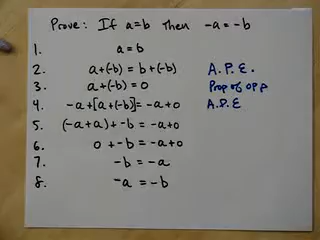 Prove: If a=b Then -a=-b
1. a=b
2. a+(-b) = b+(-b) A.P.E.
3. a+(-b) = 0 Prop of opp
4. -a+[a+(-b)] = -a+0 A.P.E
5. (-a+a)+-b = -a+0
6. 0+-b = -a+0
7. -b = -a
8. -a = -b